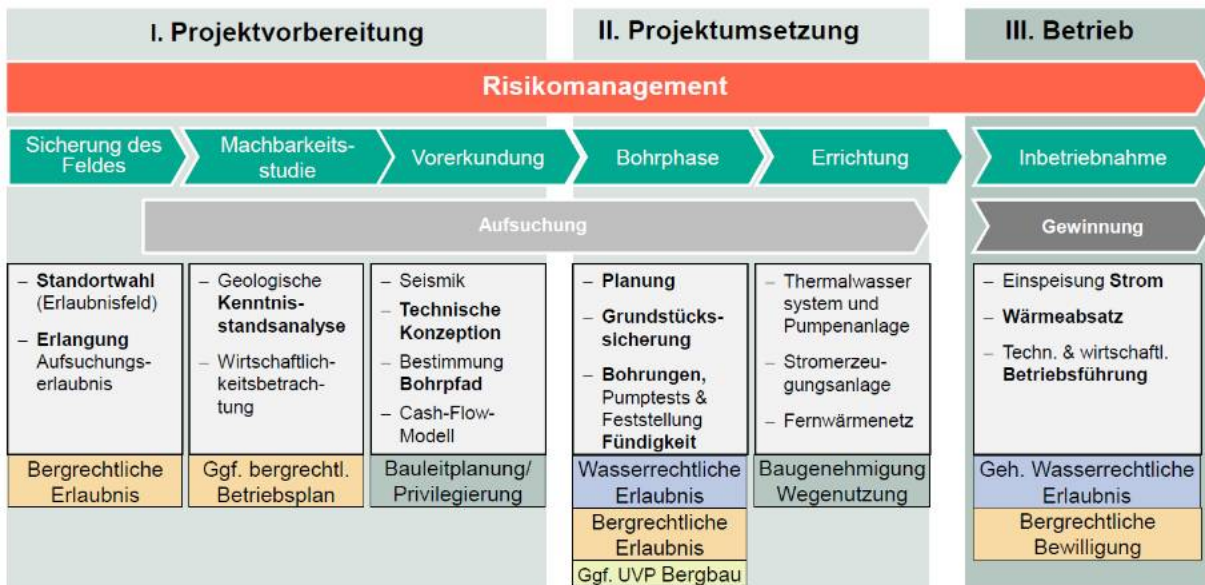 I. Projektvorbereitung
II. Projektumsetzung
III. Betrieb
Risikomanagement
Sicherung des
Feldes
Machbarkeits-
studie
Vorerkundung
Bohrphase
Errichtung
Inbetriebnahme
Aufsuchung
Gewinnung
– Standortwahl
(Erlaubnisfeld)
– Erlangung
Aufsuchungs-
erlaubnis
– Geologische
Kenntnis-
standsanalyse
– Wirtschaftlich-
keitsbetrach-
tung
– Seismik
– Technische
Konzeption
– Bestimmung
Bohrpfad
– Cash-Flow-
Modell
– Planung
– Grundstücks-
sicherung
– Bohrungen,
Pumptests &
Feststellung
Fündigkeit
– Thermalwasser
system und
Pumpenanlage
– Stromerzeu-
gungsanlage
– Fernwärmenetz
– Einspeisung Strom
– Wärmeabsatz
– Techn. & wirtschaftl.
Betriebsführung
Bergrechtliche
Erlaubnis
Ggf. bergrechtl.
Betriebsplan
Bauleitplanung/
Privilegierung
Wasserrechtliche
Erlaubnis
Bergrechtliche
Erlaubnis
Ggf. UVP Bergbau
Baugenehmigung
Wegenutzung
Geh. Wasserrechtliche
Erlaubnis
Bergrechtliche
Bewilligung